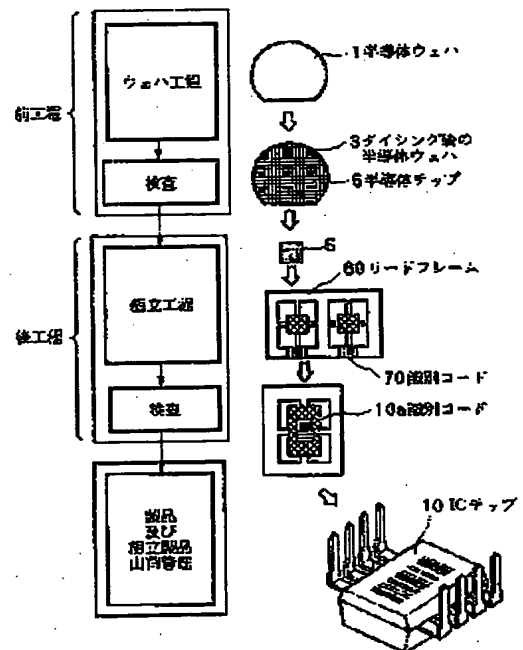 前工程
ウェハ工程
検査
後工程
組立工程
検査
製品
及び
組立製品
1半導体ウェハ
3ダイシング後の
半導体ウェハ
6半導体チップ
6
60リードフレーム
70識別コード
10a識別コード
10 ICチップ